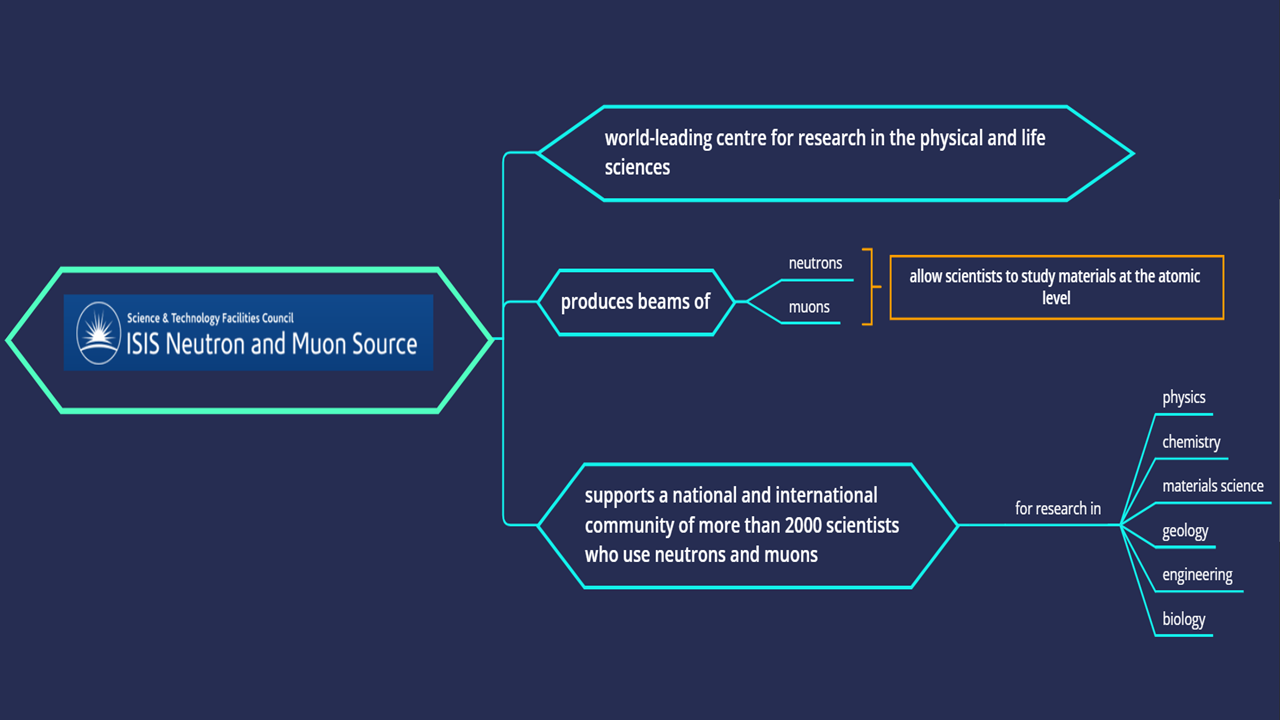 Science & Technology Facilities Council
ISIS Neutron and Muon Source
world-leading centre for research in the physical and life
sciences
produces beams of
neutrons
muons
allow scientists to study materials at the atomic
level
supports a national and international
community of more than 2000 scientists
who use neutrons and muons
for research in
physics
chemistry
materials science
geology
engineering
biology